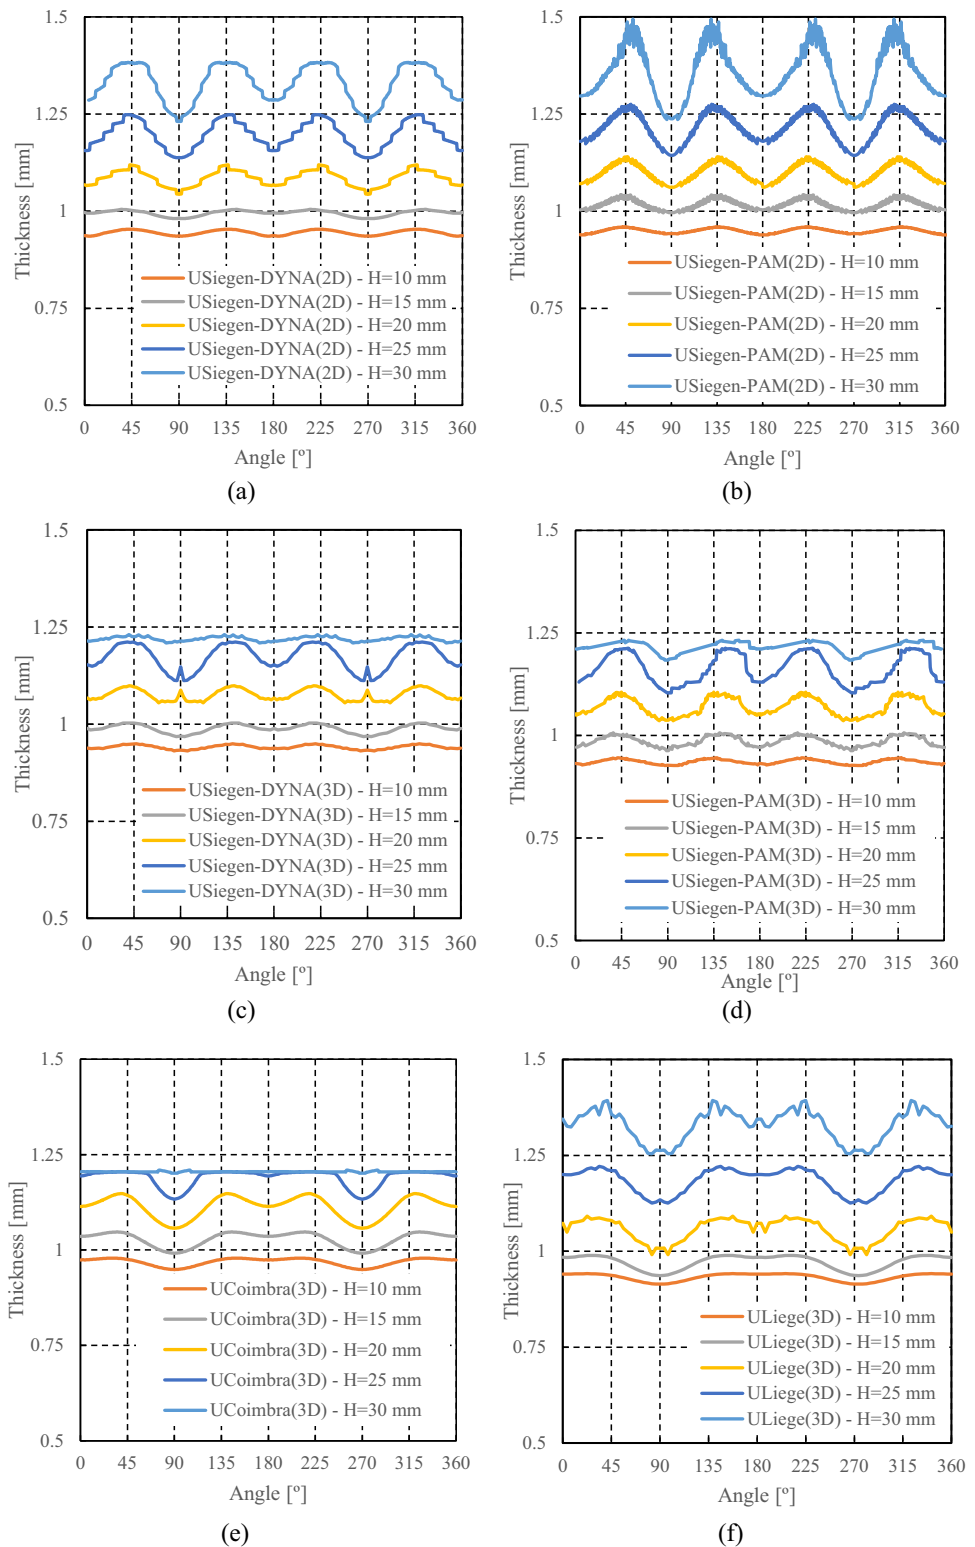 1.5
1.25
1
0.75
0.5
Thickness [mm]
USiegen-DYNA(2D) - H=10 mm
USiegen-DYNA(2D) - H=15 mm
USiegen-DYNA(2D) - H=20 mm
USiegen-DYNA(2D) - H=25 mm
USiegen-DYNA(2D) - H=30 mm
0 45 90 135 180 225 270 315 360
Angle [º]
(a)
1.5
1.25
1
0.75
0.5
Thickness [mm]
USiegen-PAM(2D) - H=10 mm
USiegen-PAM(2D) - H=15 mm
USiegen-PAM(2D) - H=20 mm
USiegen-PAM(2D) - H=25 mm
USiegen-PAM(2D) - H=30 mm
0 45 90 135 180 225 270 315 360
Angle [º]
(b)
1.5
1.25
1
0.75
0.5
Thickness [mm]
USiegen-DYNA(3D) - H=10 mm
USiegen-DYNA(3D) - H=15 mm
USiegen-DYNA(3D) - H=20 mm
USiegen-DYNA(3D) - H=25 mm
USiegen-DYNA(3D) - H=30 mm
0 45 90 135 180 225 270 315 360
Angle [º]
(c)
1.5
1.25
1
0.75
0.5
Thickness [mm]
USiegen-PAM(3D) - H=10 mm
USiegen-PAM(3D) - H=15 mm
USiegen-PAM(3D) - H=20 mm
USiegen-PAM(3D) - H=25 mm
USiegen-PAM(3D) - H=30 mm
0 45 90 135 180 225 270 315 360
Angle [º]
(d)
1.5
1.25
1
0.75
0.5
Thickness [mm]
UCoimbra(3D) - H=10 mm
UCoimbra(3D) - H=15 mm
UCoimbra(3D) - H=20 mm
UCoimbra(3D) - H=25 mm
UCoimbra(3D) - H=30 mm
0 45 90 135 180 225 270 315 360
Angle [º]
(e)
1.5
1.25
1
0.75
0.5
Thickness [mm]
ULiege(3D) - H=10 mm
ULiege(3D) - H=15 mm
ULiege(3D) - H=20 mm
ULiege(3D) - H=25 mm
ULiege(3D) - H=30 mm
0 45 90 135 180 225 270 315 360
Angle [º]
(f)